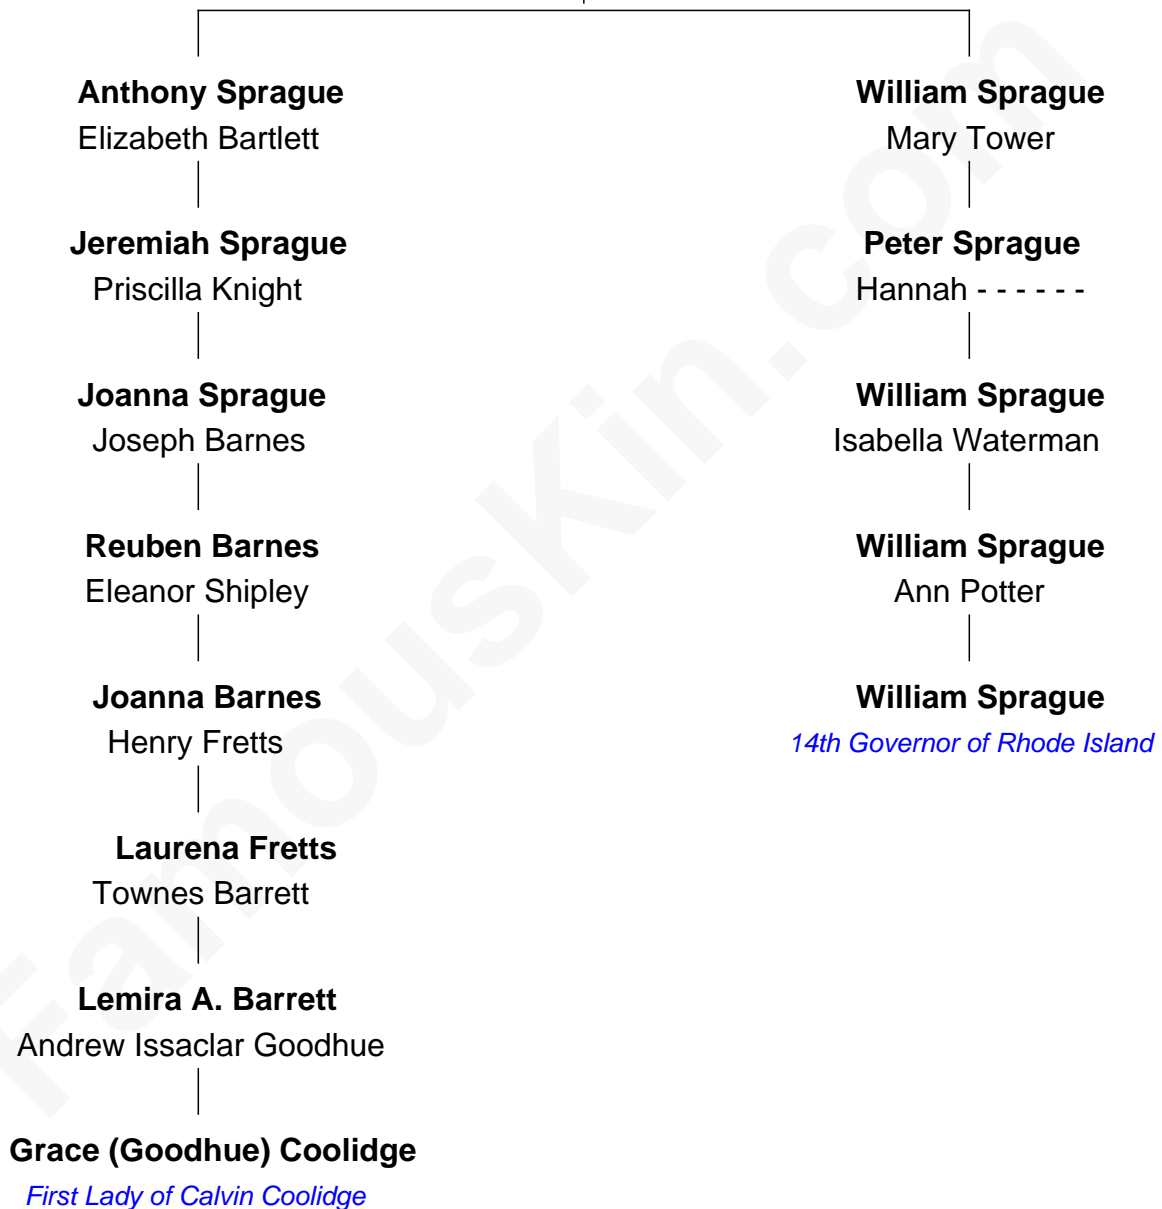 Anthony Sprague
Elizabeth Bartlett
Jeremiah Sprague
Priscilla Knight
Joanna Sprague
Joseph Barnes
Reuben Barnes
Eleanor Shipley
Joanna Barnes
Henry Fretts
Laurena Fretts
Townes Barrett
Lemira A. Barrett
Andrew Issaclar Goodhue
Grace (Goodhue) Coolidge
First Lady of Calvin Coolidge
William Sprague
Mary Tower
Peter Sprague
Hannah - - - - - -
William Sprague
Isabella Waterman
William Sprague
Ann Potter
William Sprague
14th Governor of Rhode Island
FamousKin.com